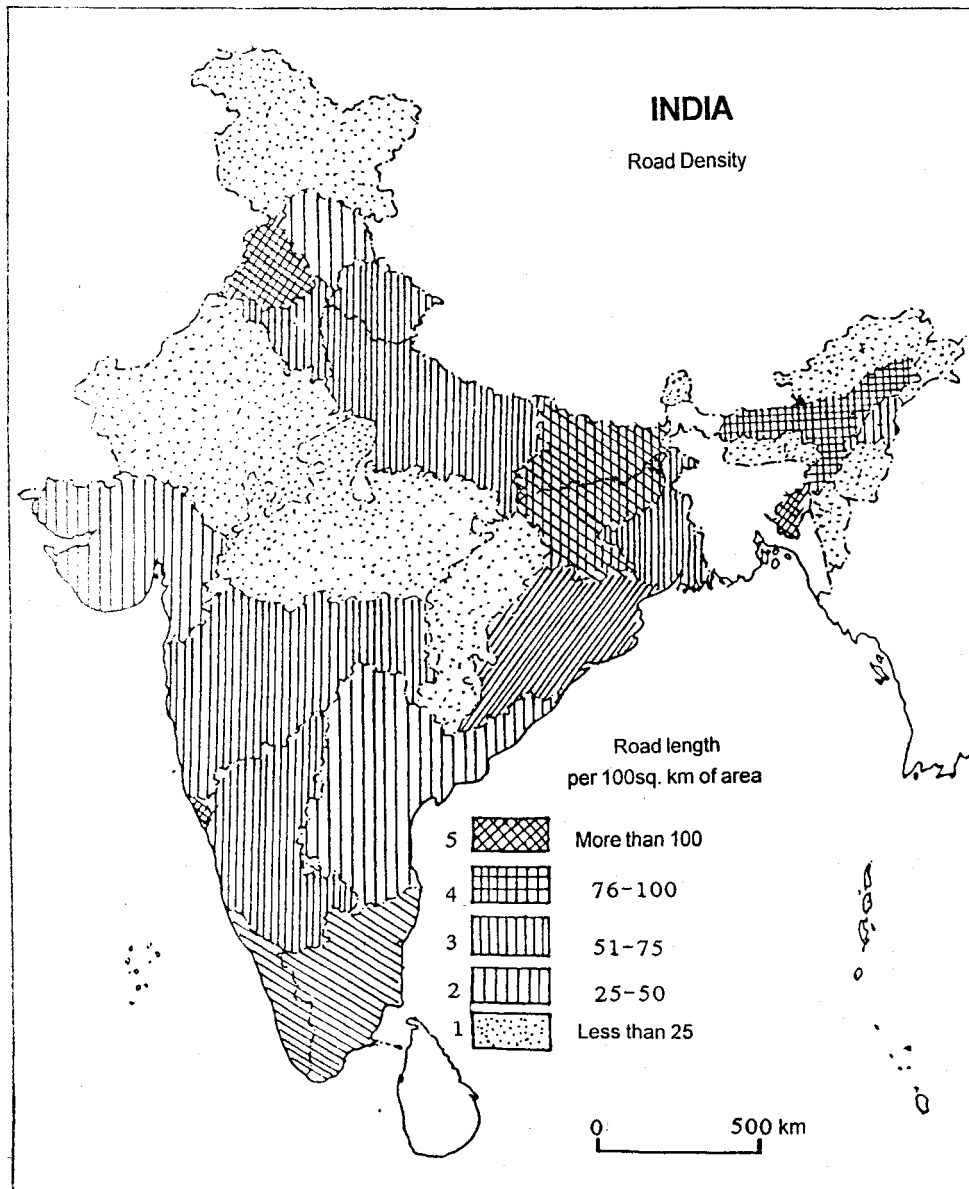 INDIA
Road Density
Road length
per 100sq. km of area
5 More than 100
4 76-100
3 51-75
2 25-50
1 Less than 25
0 500 km